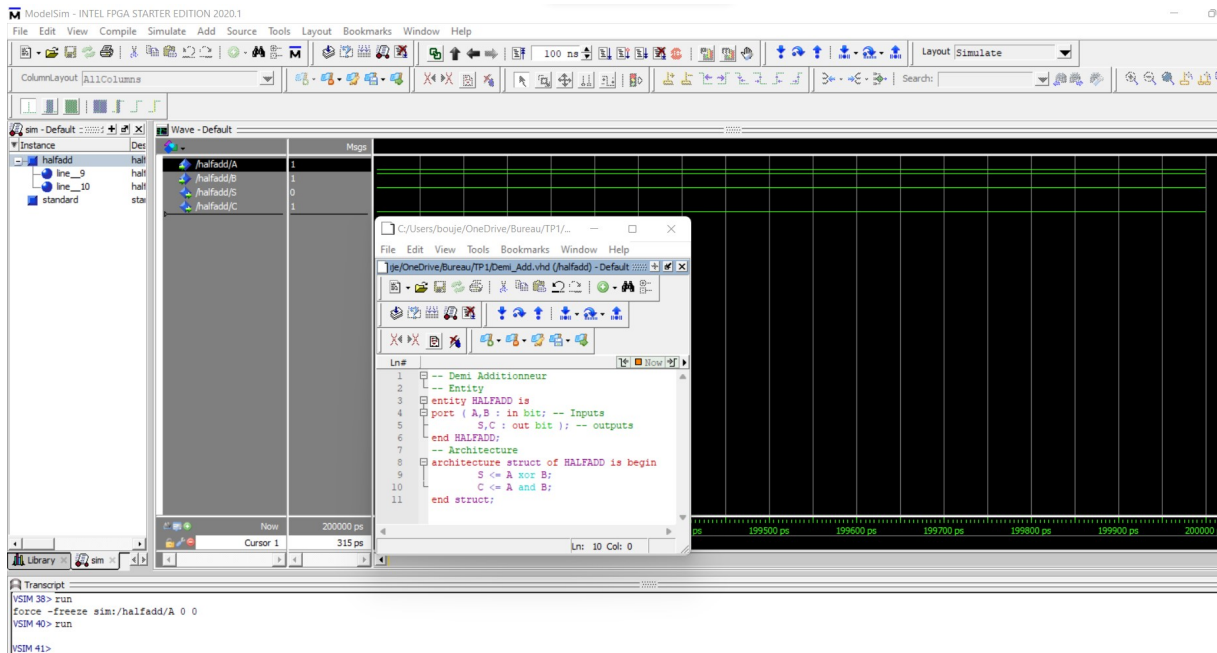 ModelSim - INTEL FPGA STARTER EDITION 2020.1
File Edit View Compile Simulate Add Source Tools Layout Bookmarks Window Help
100 ns
Layout Simulate
ColumnLayout AllColumns
Search:
sim - Default
Instance Des
halfadd half
line__9 half
line__10 half
standard star
Library sim
Wave - Default
Msgs
/halfadd/A 1
/halfadd/B 1
/halfadd/S 0
/halfadd/C 1
Now 200000 ps
Cursor 1 315 ps
ps 199500 ps 199600 ps 199700 ps 199800 ps 199900 ps 200000
C:/Users/bouje/OneDrive/Bureau/TP1/...
File Edit View Tools Bookmarks Window Help
rje/OneDrive/Bureau/TP1/Demi_Add.vhd (/halfadd) - Default
Ln# Now
1 -- Demi Additionneur
2 -- Entity
3 entity HALFADD is
4 port ( A,B : in bit; -- Inputs
5 S,C : out bit ); -- outputs
6 end HALFADD;
7 -- Architecture
8 architecture struct of HALFADD is begin
9 S <= A xor B;
10 C <= A and B;
11 end struct;
Ln: 10 Col: 0
Transcript
VSIM 38> run
force -freeze sim:/halfadd/A 0 0
VSIM 40> run
VSIM 41>